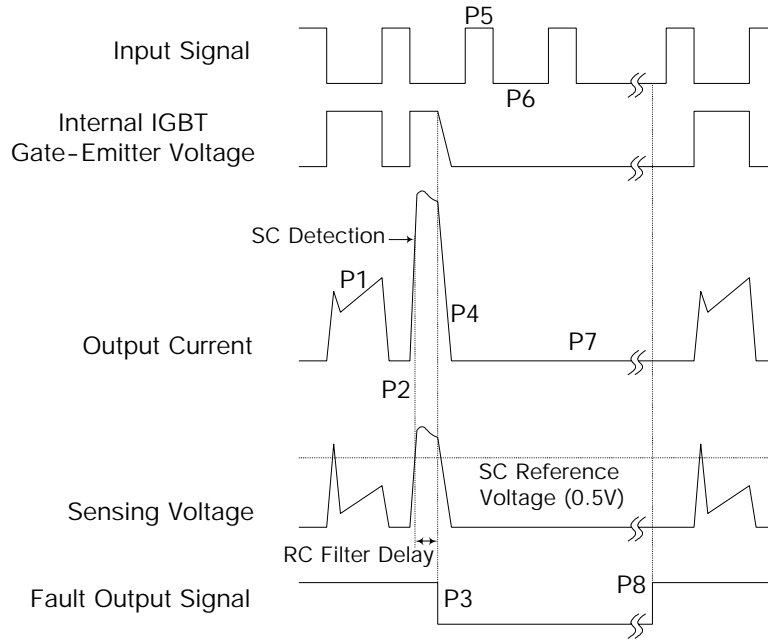 P5
Input Signal
P6
Internal IGBT
Gate-Emitter Voltage
SC Detection
P1
P4
Output Current
P7
P2
SC Reference
Voltage (0.5V)
Sensing Voltage
RC Filter Delay
Fault Output Signal
P3
P8